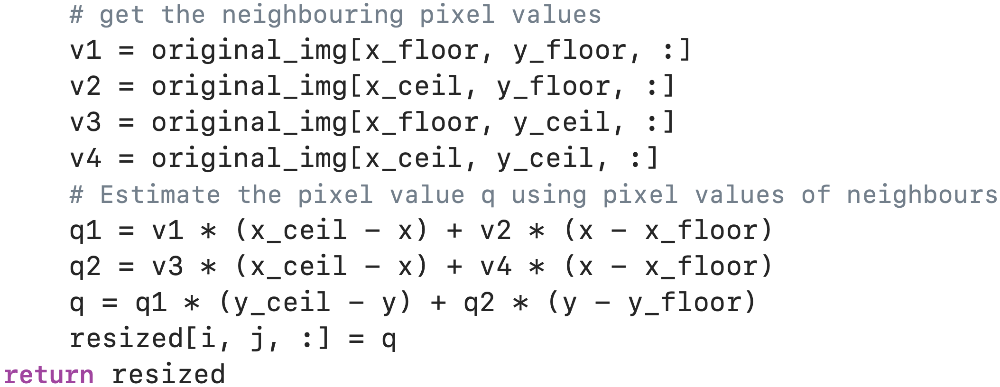 # get the neighbouring pixel values
v1 = original_img[x_floor, y_floor, :]
v2 = original_img[x_ceil, y_floor, :]
v3 = original_img[x_floor, y_ceil, :]
v4 = original_img[x_ceil, y_ceil, :]
# Estimate the pixel value q using pixel values of neighbours
q1 = v1 * (x_ceil - x) + v2 * (x - x_floor)
q2 = v3 * (x_ceil - x) + v4 * (x - x_floor)
q = q1 * (y_ceil - y) + q2 * (y - y_floor)
resized[i, j, :] = q
return resized